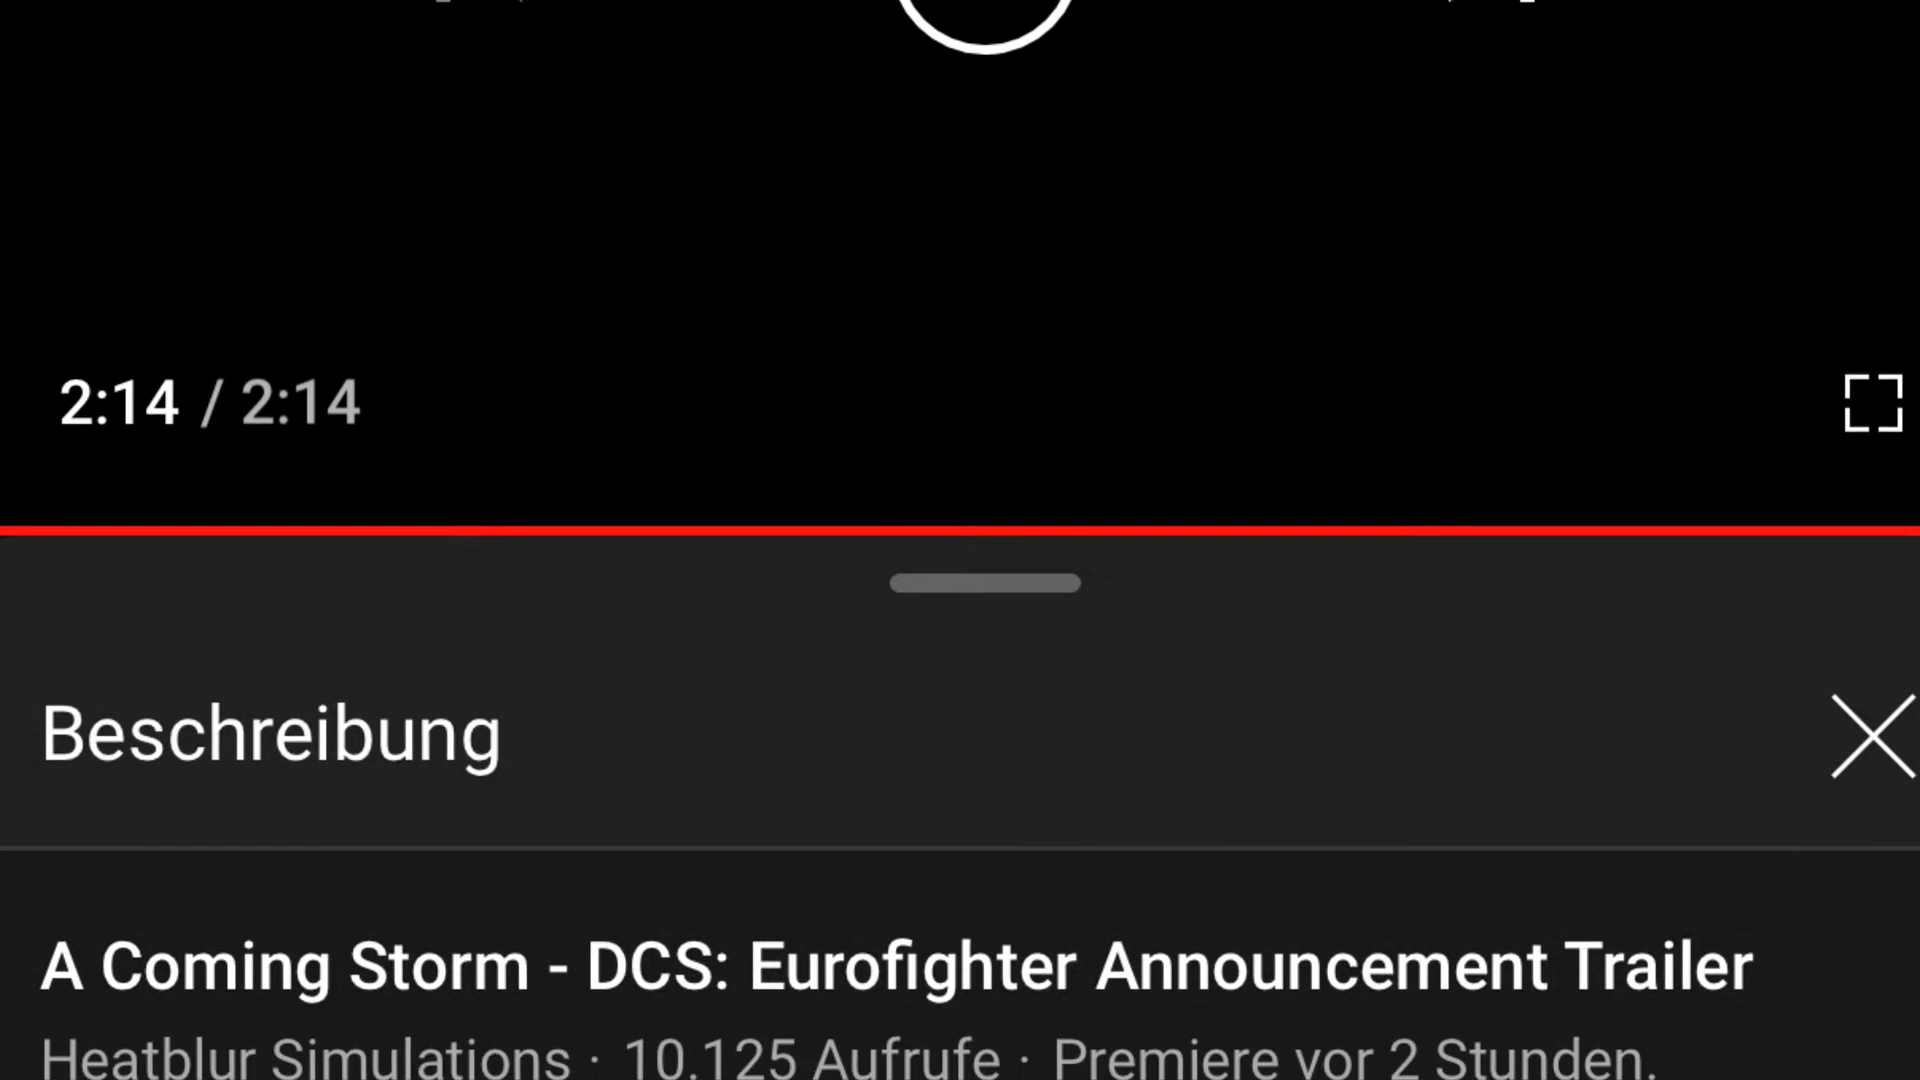 2:14 / 2:14
Beschreibung
A Coming Storm - DCS: Eurofighter Announcement Trailer
Heatblur Simulations · 10.125 Aufrufe · Premiere vor 2 Stunden.